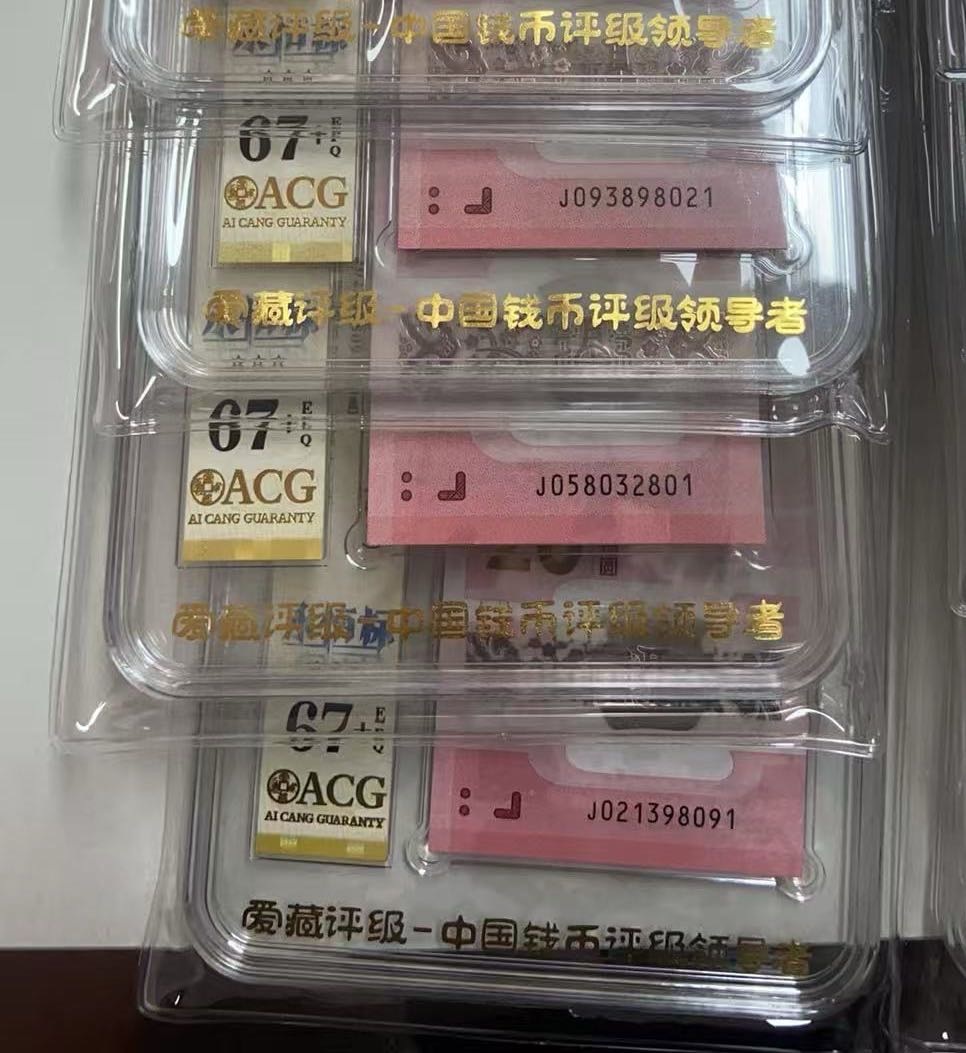 爱藏评级-中国钱币评级领导者
☆☆☆
67+ EPQ
ACG
AI CANG GUARANTY
J093898021
爱藏评级-中国钱币评级领导者
☆☆☆
67+ EPQ
ACG
AI CANG GUARANTY
J058032801
20圆
爱藏评级-中国钱币评级领导者
67+ EPQ
ACG
AI CANG GUARANTY
J021398091
爱藏评级-中国钱币评级领导者